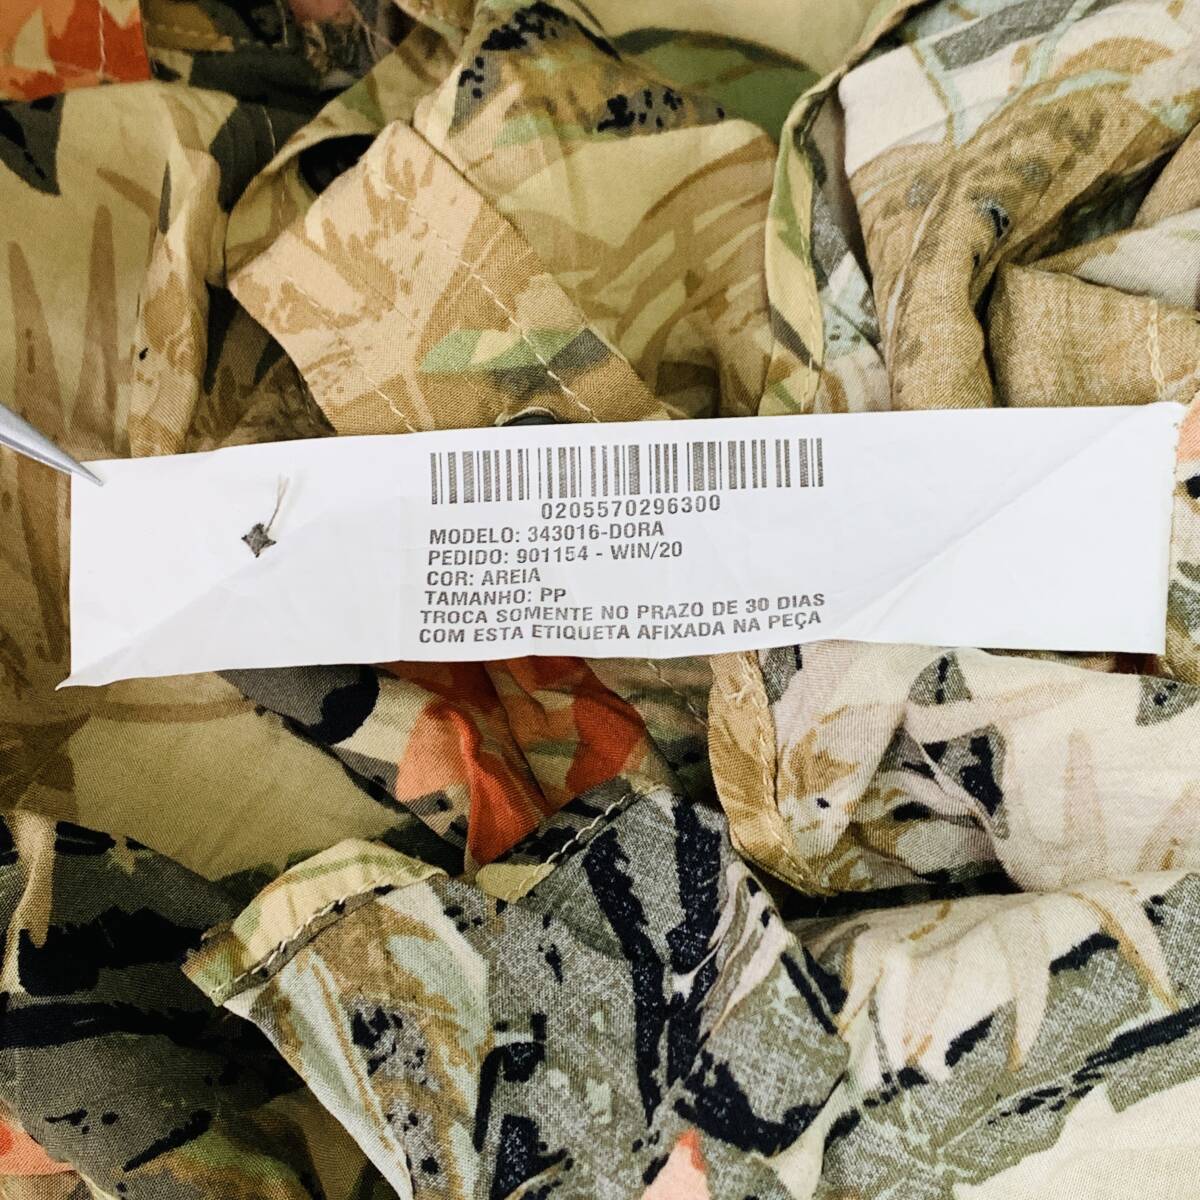 0205570296300
MODELO: 343016-DORA
PEDIDO: 901154 - WIN/20
COR: AREIA
TAMANHO: PP
TROCA SOMENTE NO PRAZO DE 30 DIAS
COM ESTA ETIQUETA AFIXADA NA PEÇA